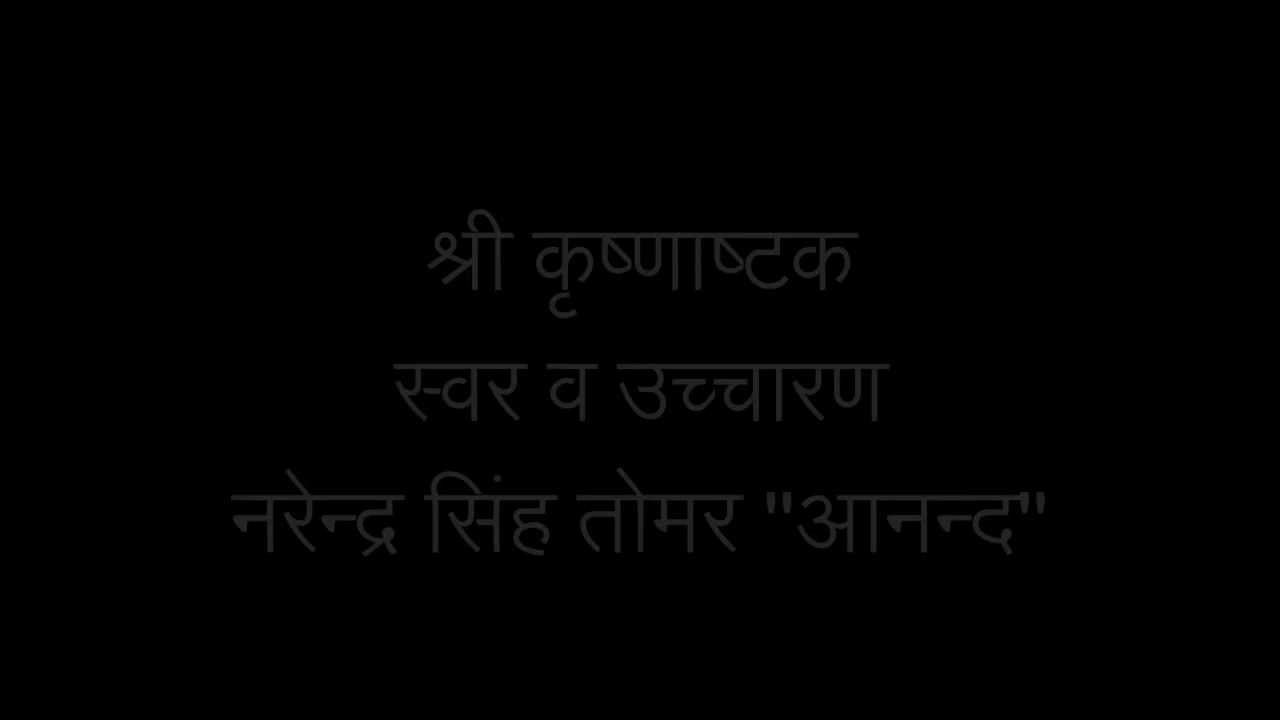 श्री कृष्णाष्टक
स्वर व उच्चारण
नरेन्द्र सिंह तोमर "आनन्द"